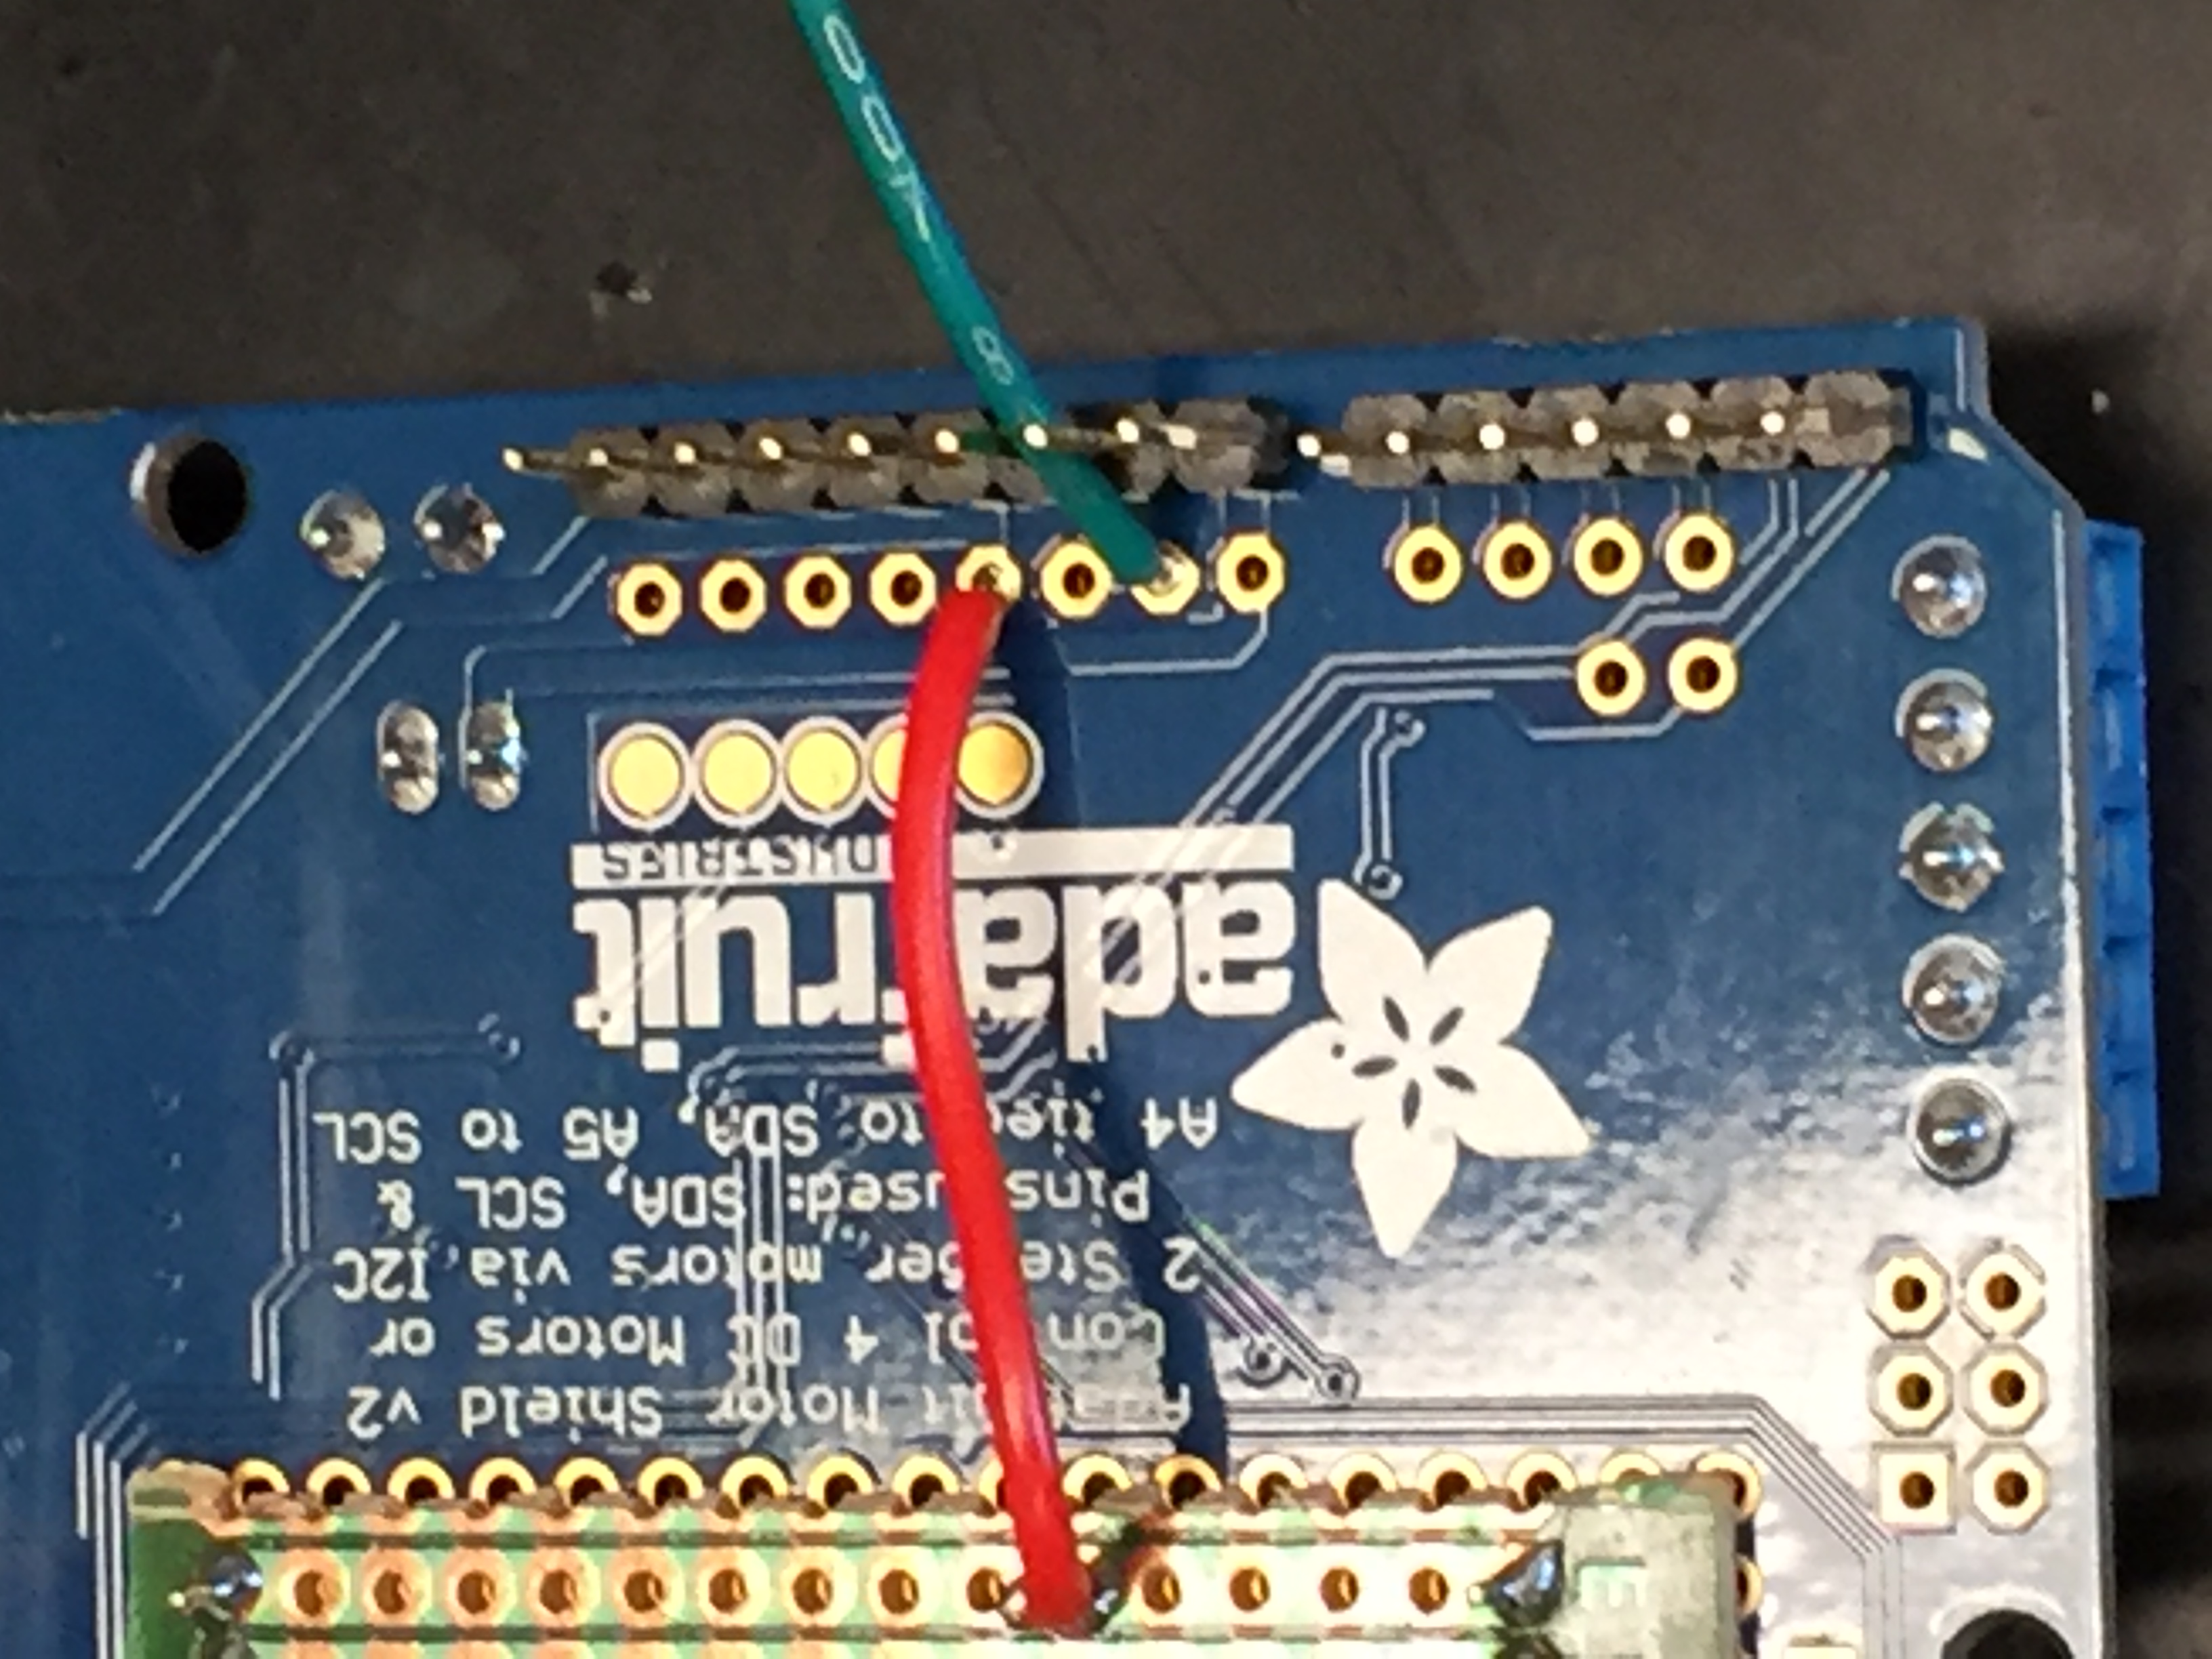 Adafruit Motor Shield v2
Control 4 DC Motors or
2 Stepper motors via I2C
Pins used: SDA, SCL &
A4 tied to SDA, A5 to SCL
adafruit
INDUSTRIES